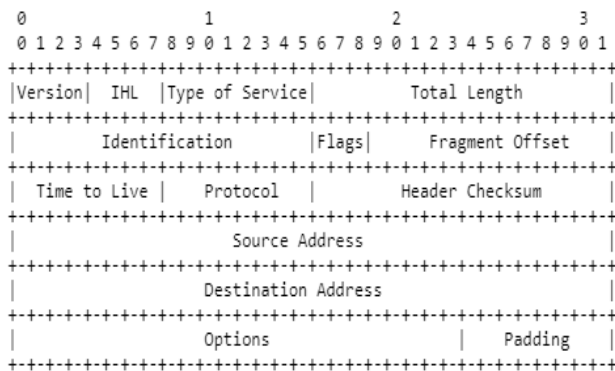 0                   1                   2                   3
0 1 2 3 4 5 6 7 8 9 0 1 2 3 4 5 6 7 8 9 0 1 2 3 4 5 6 7 8 9 0 1
+-+-+-+-+-+-+-+-+-+-+-+-+-+-+-+-+-+-+-+-+-+-+-+-+-+-+-+-+-+-+-+-+
|Version|  IHL  |Type of Service|          Total Length         |
+-+-+-+-+-+-+-+-+-+-+-+-+-+-+-+-+-+-+-+-+-+-+-+-+-+-+-+-+-+-+-+-+
|         Identification        |Flags|      Fragment Offset    |
+-+-+-+-+-+-+-+-+-+-+-+-+-+-+-+-+-+-+-+-+-+-+-+-+-+-+-+-+-+-+-+-+
|  Time to Live |    Protocol   |         Header Checksum       |
+-+-+-+-+-+-+-+-+-+-+-+-+-+-+-+-+-+-+-+-+-+-+-+-+-+-+-+-+-+-+-+-+
|                       Source Address                          |
+-+-+-+-+-+-+-+-+-+-+-+-+-+-+-+-+-+-+-+-+-+-+-+-+-+-+-+-+-+-+-+-+
|                    Destination Address                        |
+-+-+-+-+-+-+-+-+-+-+-+-+-+-+-+-+-+-+-+-+-+-+-+-+-+-+-+-+-+-+-+-+
|                    Options                    |    Padding    |
+-+-+-+-+-+-+-+-+-+-+-+-+-+-+-+-+-+-+-+-+-+-+-+-+-+-+-+-+-+-+-+-+